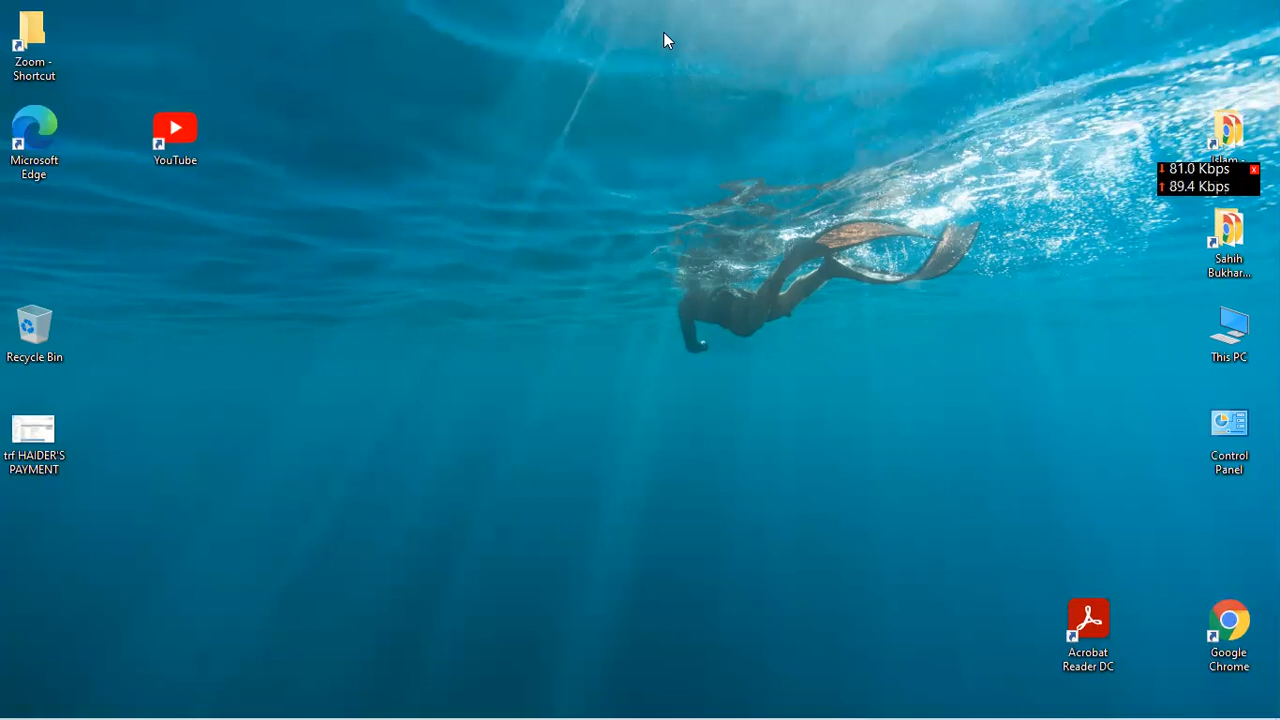 Zoom -
Shortcut
Microsoft
Edge
YouTube
Recycle Bin
trf HAIDER'S
PAYMENT
Islam -
↓ 81.0 Kbps
x
↑ 89.4 Kbps
Sahih
Bukhar...
This PC
Control
Panel
Acrobat
Reader DC
Google
Chrome